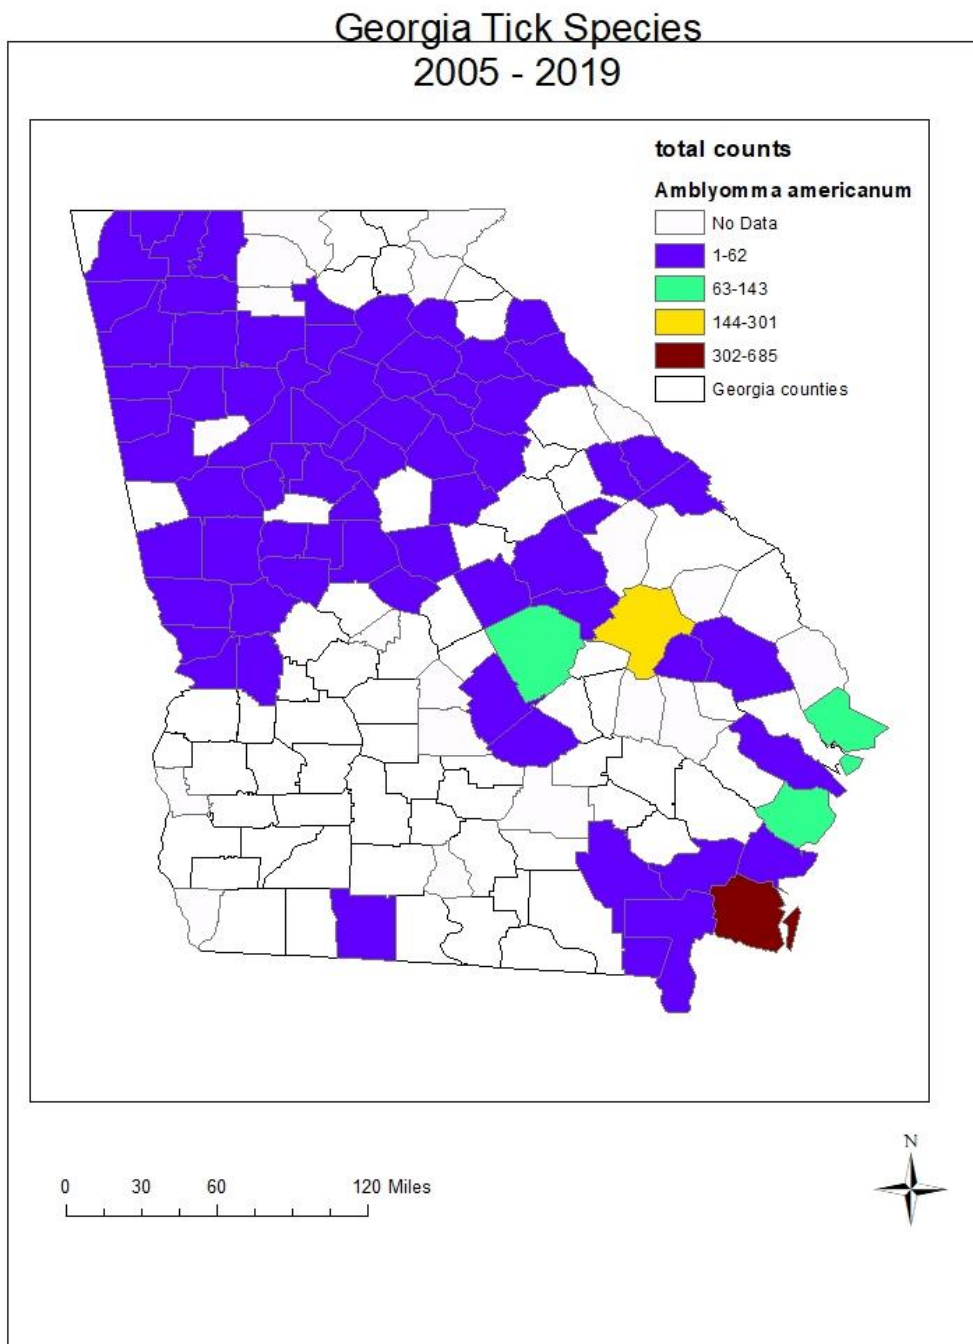 Georgia Tick Species
2005 - 2019
total counts
Amblyomma americanum
No Data
1-62
63-143
144-301
302-685
Georgia counties
N
0 30 60 120 Miles